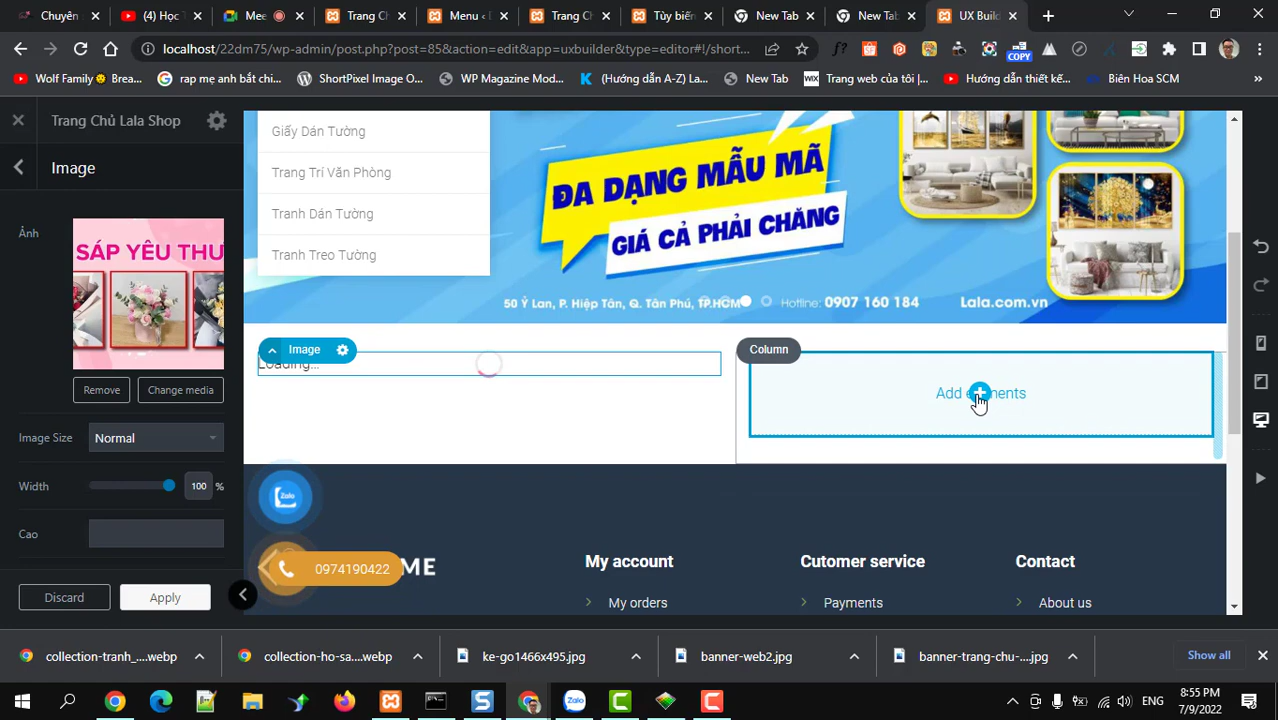 Chuyên
(4) Học T
Mee
Trang Ch
Menu ‹ D
Trang C
Tùy biến
New Tab
New Tab
UX Build
localhost/22dm75/wp-admin/post.php?post=85&action=edit&app=uxbuilder&type=editor#!/short...
f?
COPY
Wolf Family Brea...
rap mẹ anh bắt chi...
ShortPixel Image O...
WP Magazine Mod...
(Hướng dẫn A-Z) La...
New Tab
WIX
Trang web của tôi |...
Hướng dẫn thiết kế...
Biên Hoa SCM
Trang Chủ Lala Shop
Image
Ảnh
SÁP YÊU THƯ
Remove
Change media
Image Size
Normal
Width
100
%
Cao
Discard
Apply
Giấy Dán Tường
Trang Trí Văn Phòng
Tranh Dán Tường
Tranh Treo Tường
ĐA DẠNG MẪU MÃ
GIÁ CẢ PHẢI CHĂNG
50 Ỷ Lan, P. Hiệp Tân, Q. Tân Phú, TP.HCM
Hotline: 0907 160 184
Lala.com.vn
Image
Loading...
Column
Add elements
Zalo
0974190422
ME
My account
Cutomer service
Contact
My orders
Payments
About us
collection-tranh_....webp
collection-ho-sa....webp
ke-go1466x495.jpg
banner-web2.jpg
banner-trang-chu-....jpg
Show all
Zalo
ENG
8:55 PM
7/9/2022